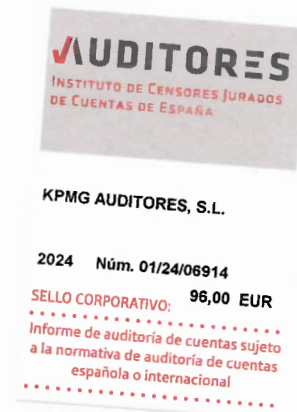 AUDITORES
INSTITUTO DE CENSORES JURADOS
DE CUENTAS DE ESPAÑA
KPMG AUDITORES, S.L.
2024 Núm. 01/24/06914
SELLO CORPORATIVO: 96,00 EUR
Informe de auditoría de cuentas sujeto
a la normativa de auditoría de cuentas
española o internacional